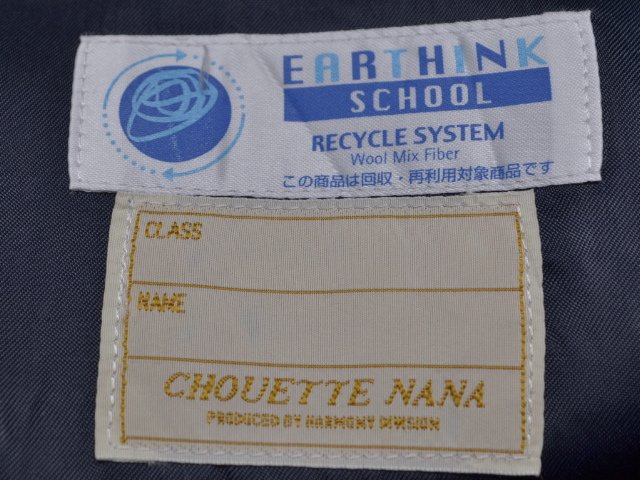 EARTHINK
SCHOOL
RECYCLE SYSTEM
Wool Mix Fiber
この商品は回収・再利用対象商品です
CLASS
NAME
CHOUETTE NANA
PRODUCED BY HARMONY DIVISION